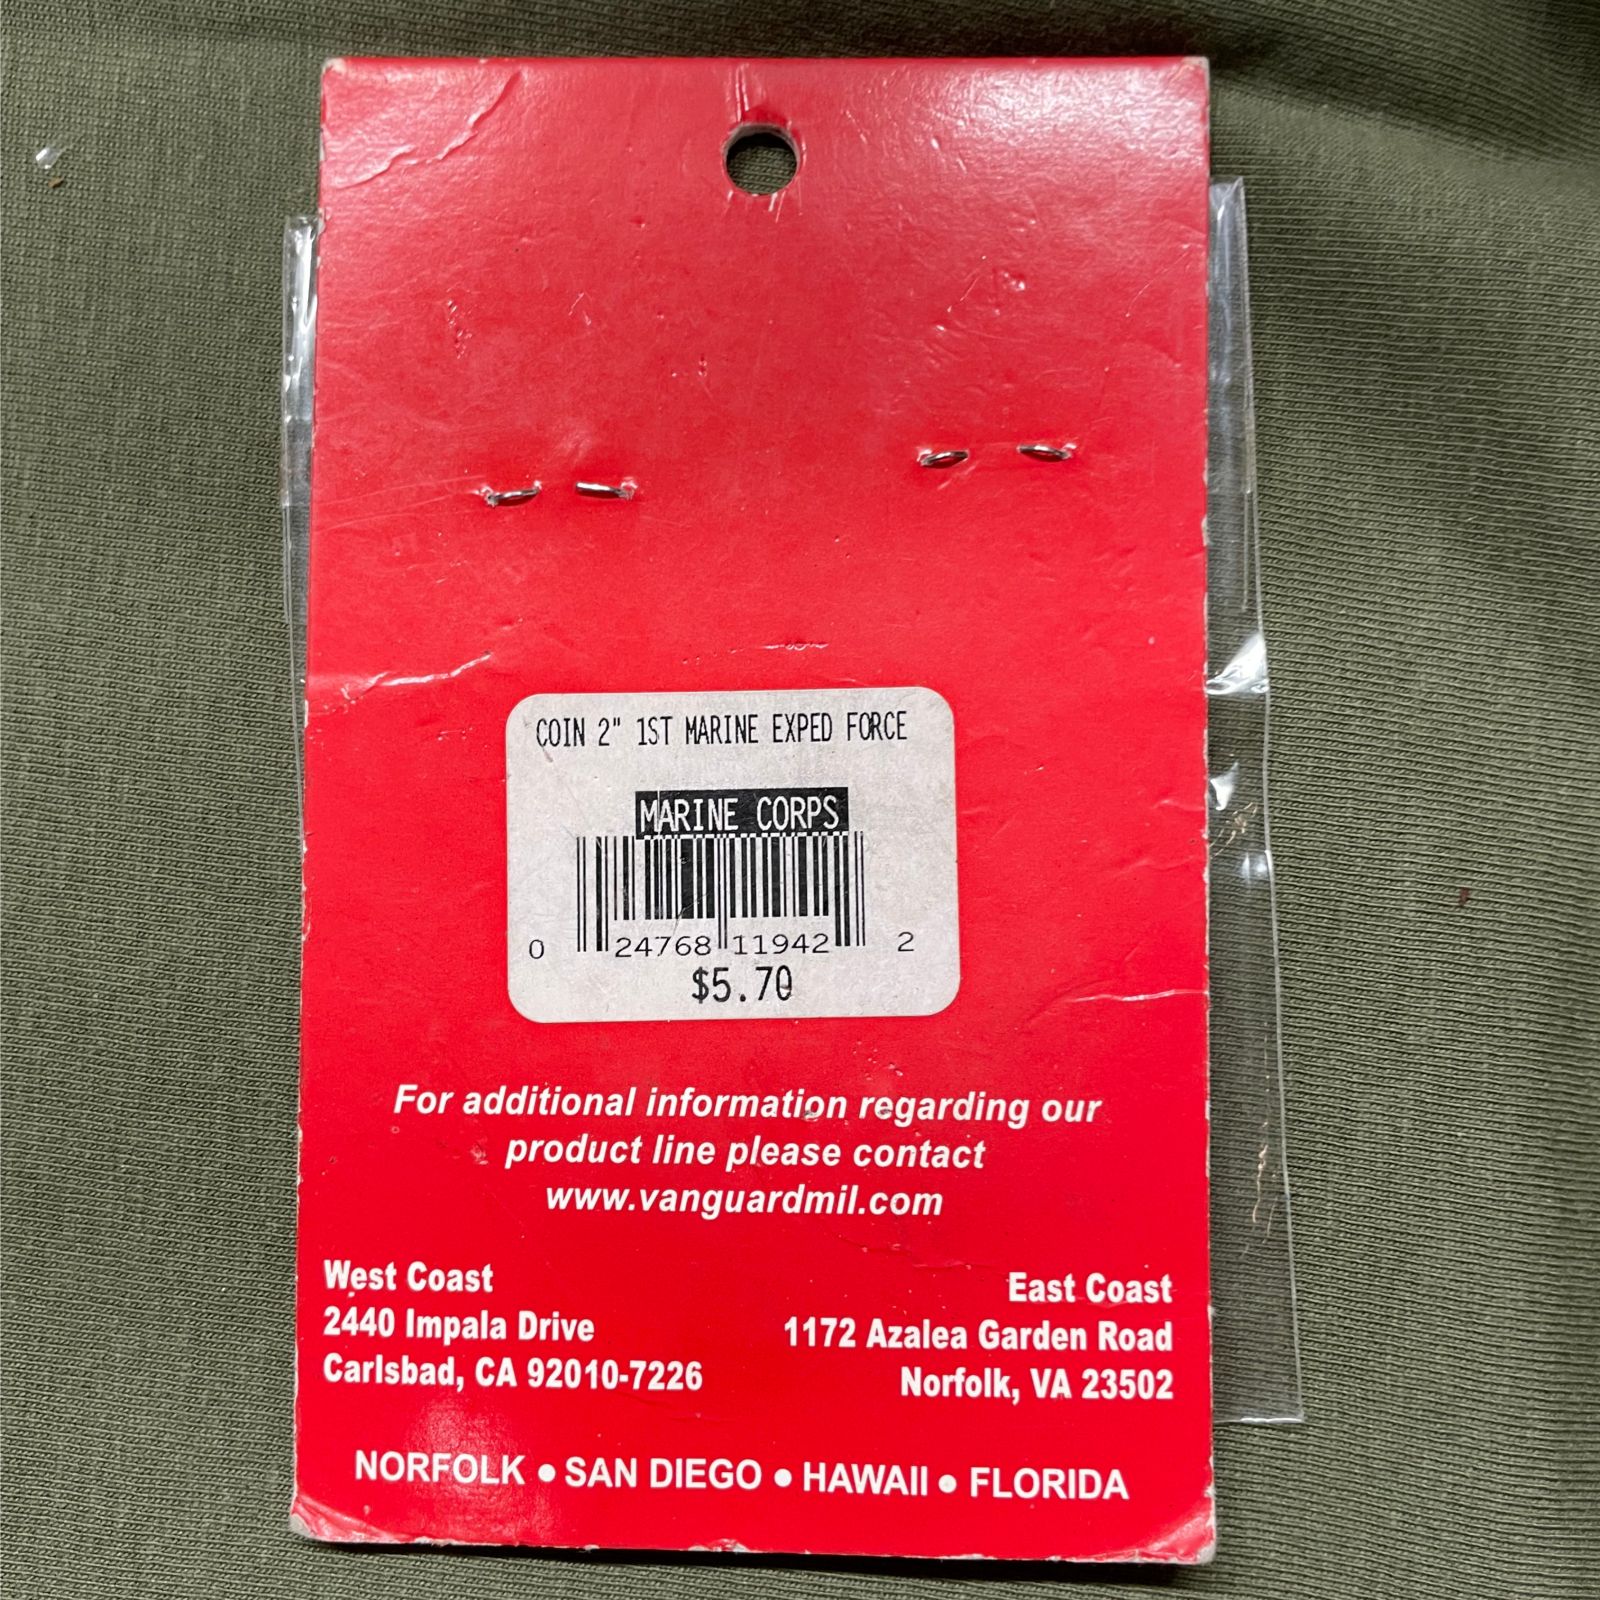 COIN 2" 1ST MARINE EXPED FORCE
MARINE CORPS
0 24768 11942 2
$5.70
For additional information regarding our
product line please contact
www.vanguardmil.com
West Coast
2440 Impala Drive
Carlsbad, CA 92010-7226
East Coast
1172 Azalea Garden Road
Norfolk, VA 23502
NORFOLK ● SAN DIEGO ● HAWAII ● FLORIDA